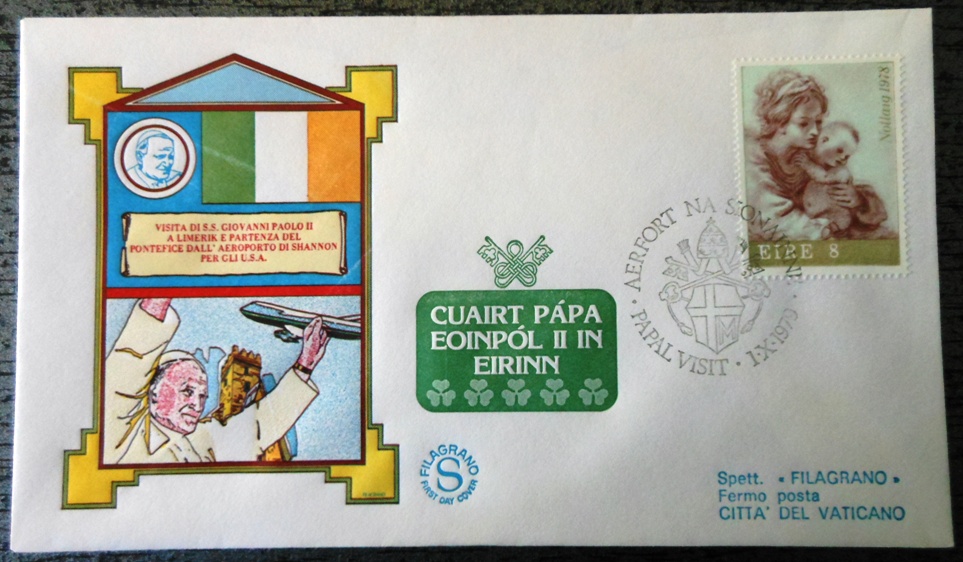 VISITA DI S.S. GIOVANNI PAOLO II
A LIMERIK E PARTENZA DEL
PONTEFICE DALL' AEROPORTO DI SHANNON
PER GLI U.S.A.
CUAIRT PÁPA
EOINPÓL II IN
EIRINN
FILAGRANO
S
FIRST DAY COVER
Nollaig 1978
EIRE 8
AERFORT NA
PAPAL VISIT · 1·X·1979
M
Spett. «FILAGRANO»
Fermo posta
CITTA' DEL VATICANO